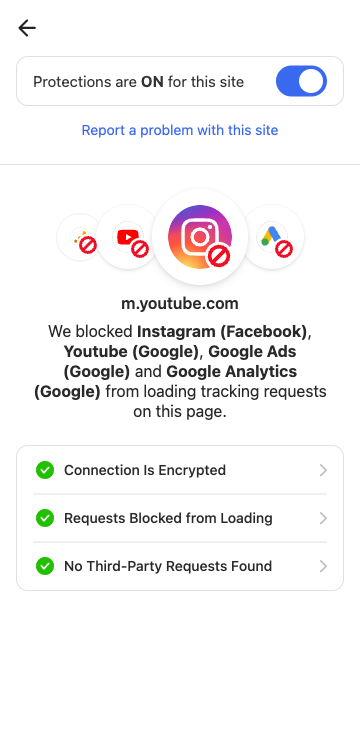 Protections are ON for this site
Report a problem with this site
m.youtube.com
We blocked Instagram (Facebook),
Youtube (Google), Google Ads
(Google) and Google Analytics
(Google) from loading tracking requests
on this page.
Connection Is Encrypted
Requests Blocked from Loading
No Third-Party Requests Found